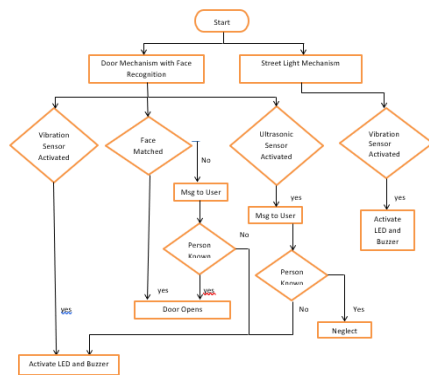 Start
Door Mechanism with Face
Recognition
Street Light Mechanism
Vibration
Sensor
Activated
Face
Matched
Ultrasonic
Sensor
Activated
Vibration
Sensor
Activated
No
Msg to User
yes
Msg to User
yes
Activate
LED and
Buzzer
Person
Known
No
Person
Known
yes
yes
yes
Door Opens
No
Yes
Neglect
Activate LED and Buzzer